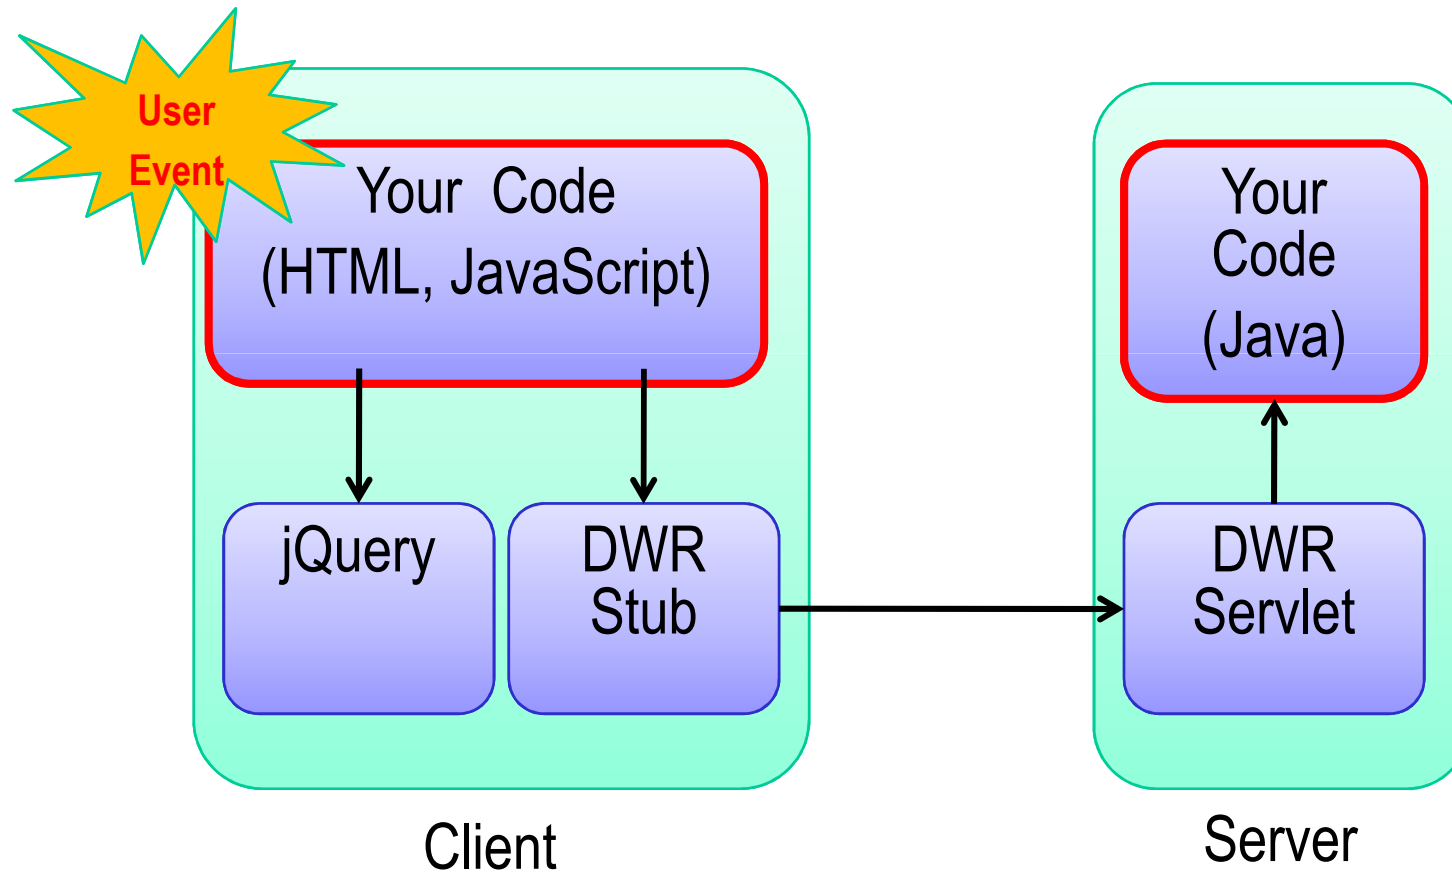 User
Event
Your Code
(HTML, JavaScript)
jQuery
DWR
Stub
Client
Your
Code
(Java)
DWR
Servlet
Server